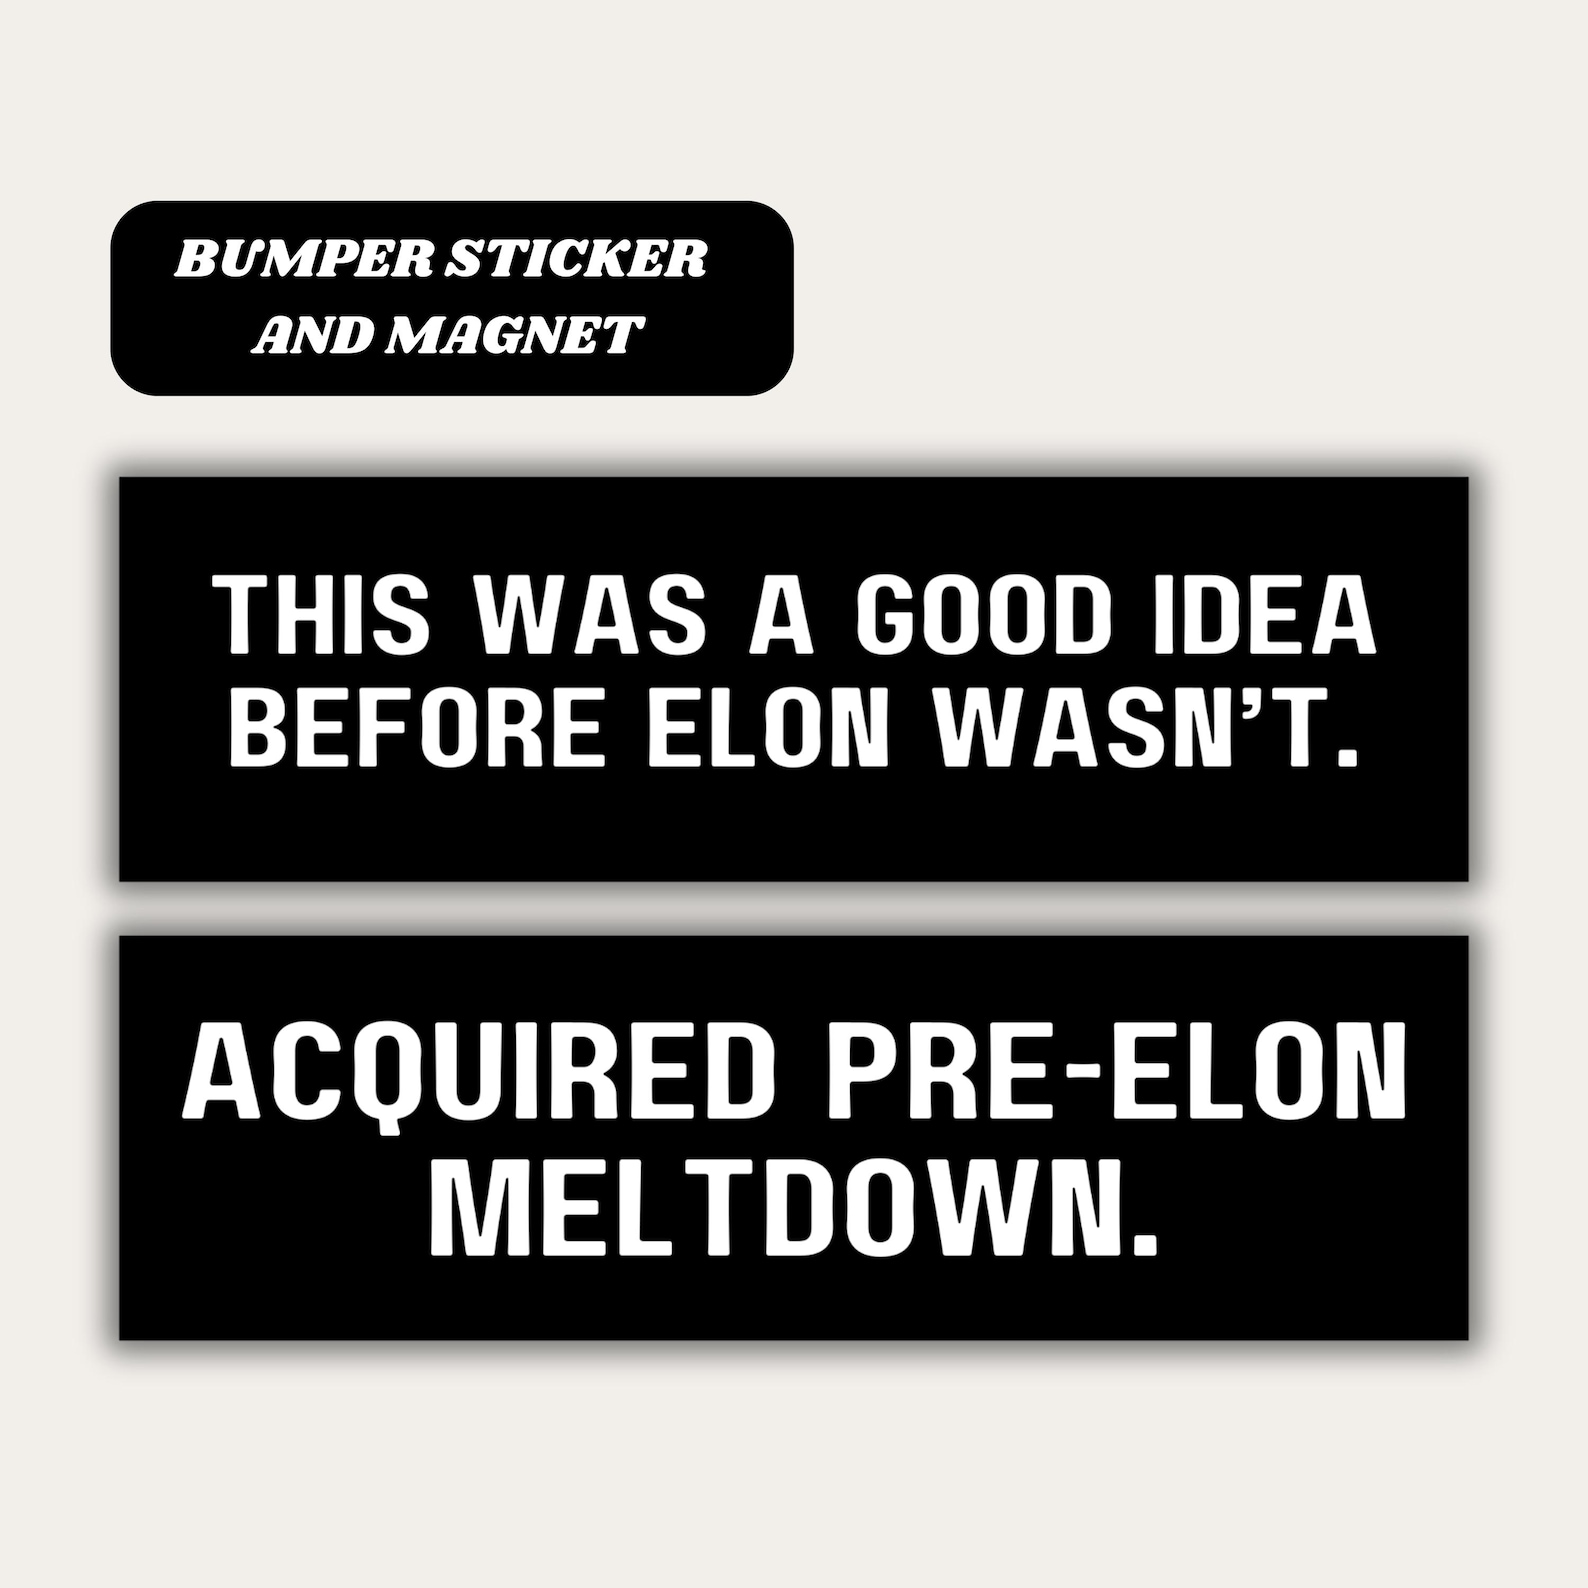 BUMPER STICKER
AND MAGNET
THIS WAS A GOOD IDEA
BEFORE ELON WASN’T.
ACQUIRED PRE-ELON
MELTDOWN.